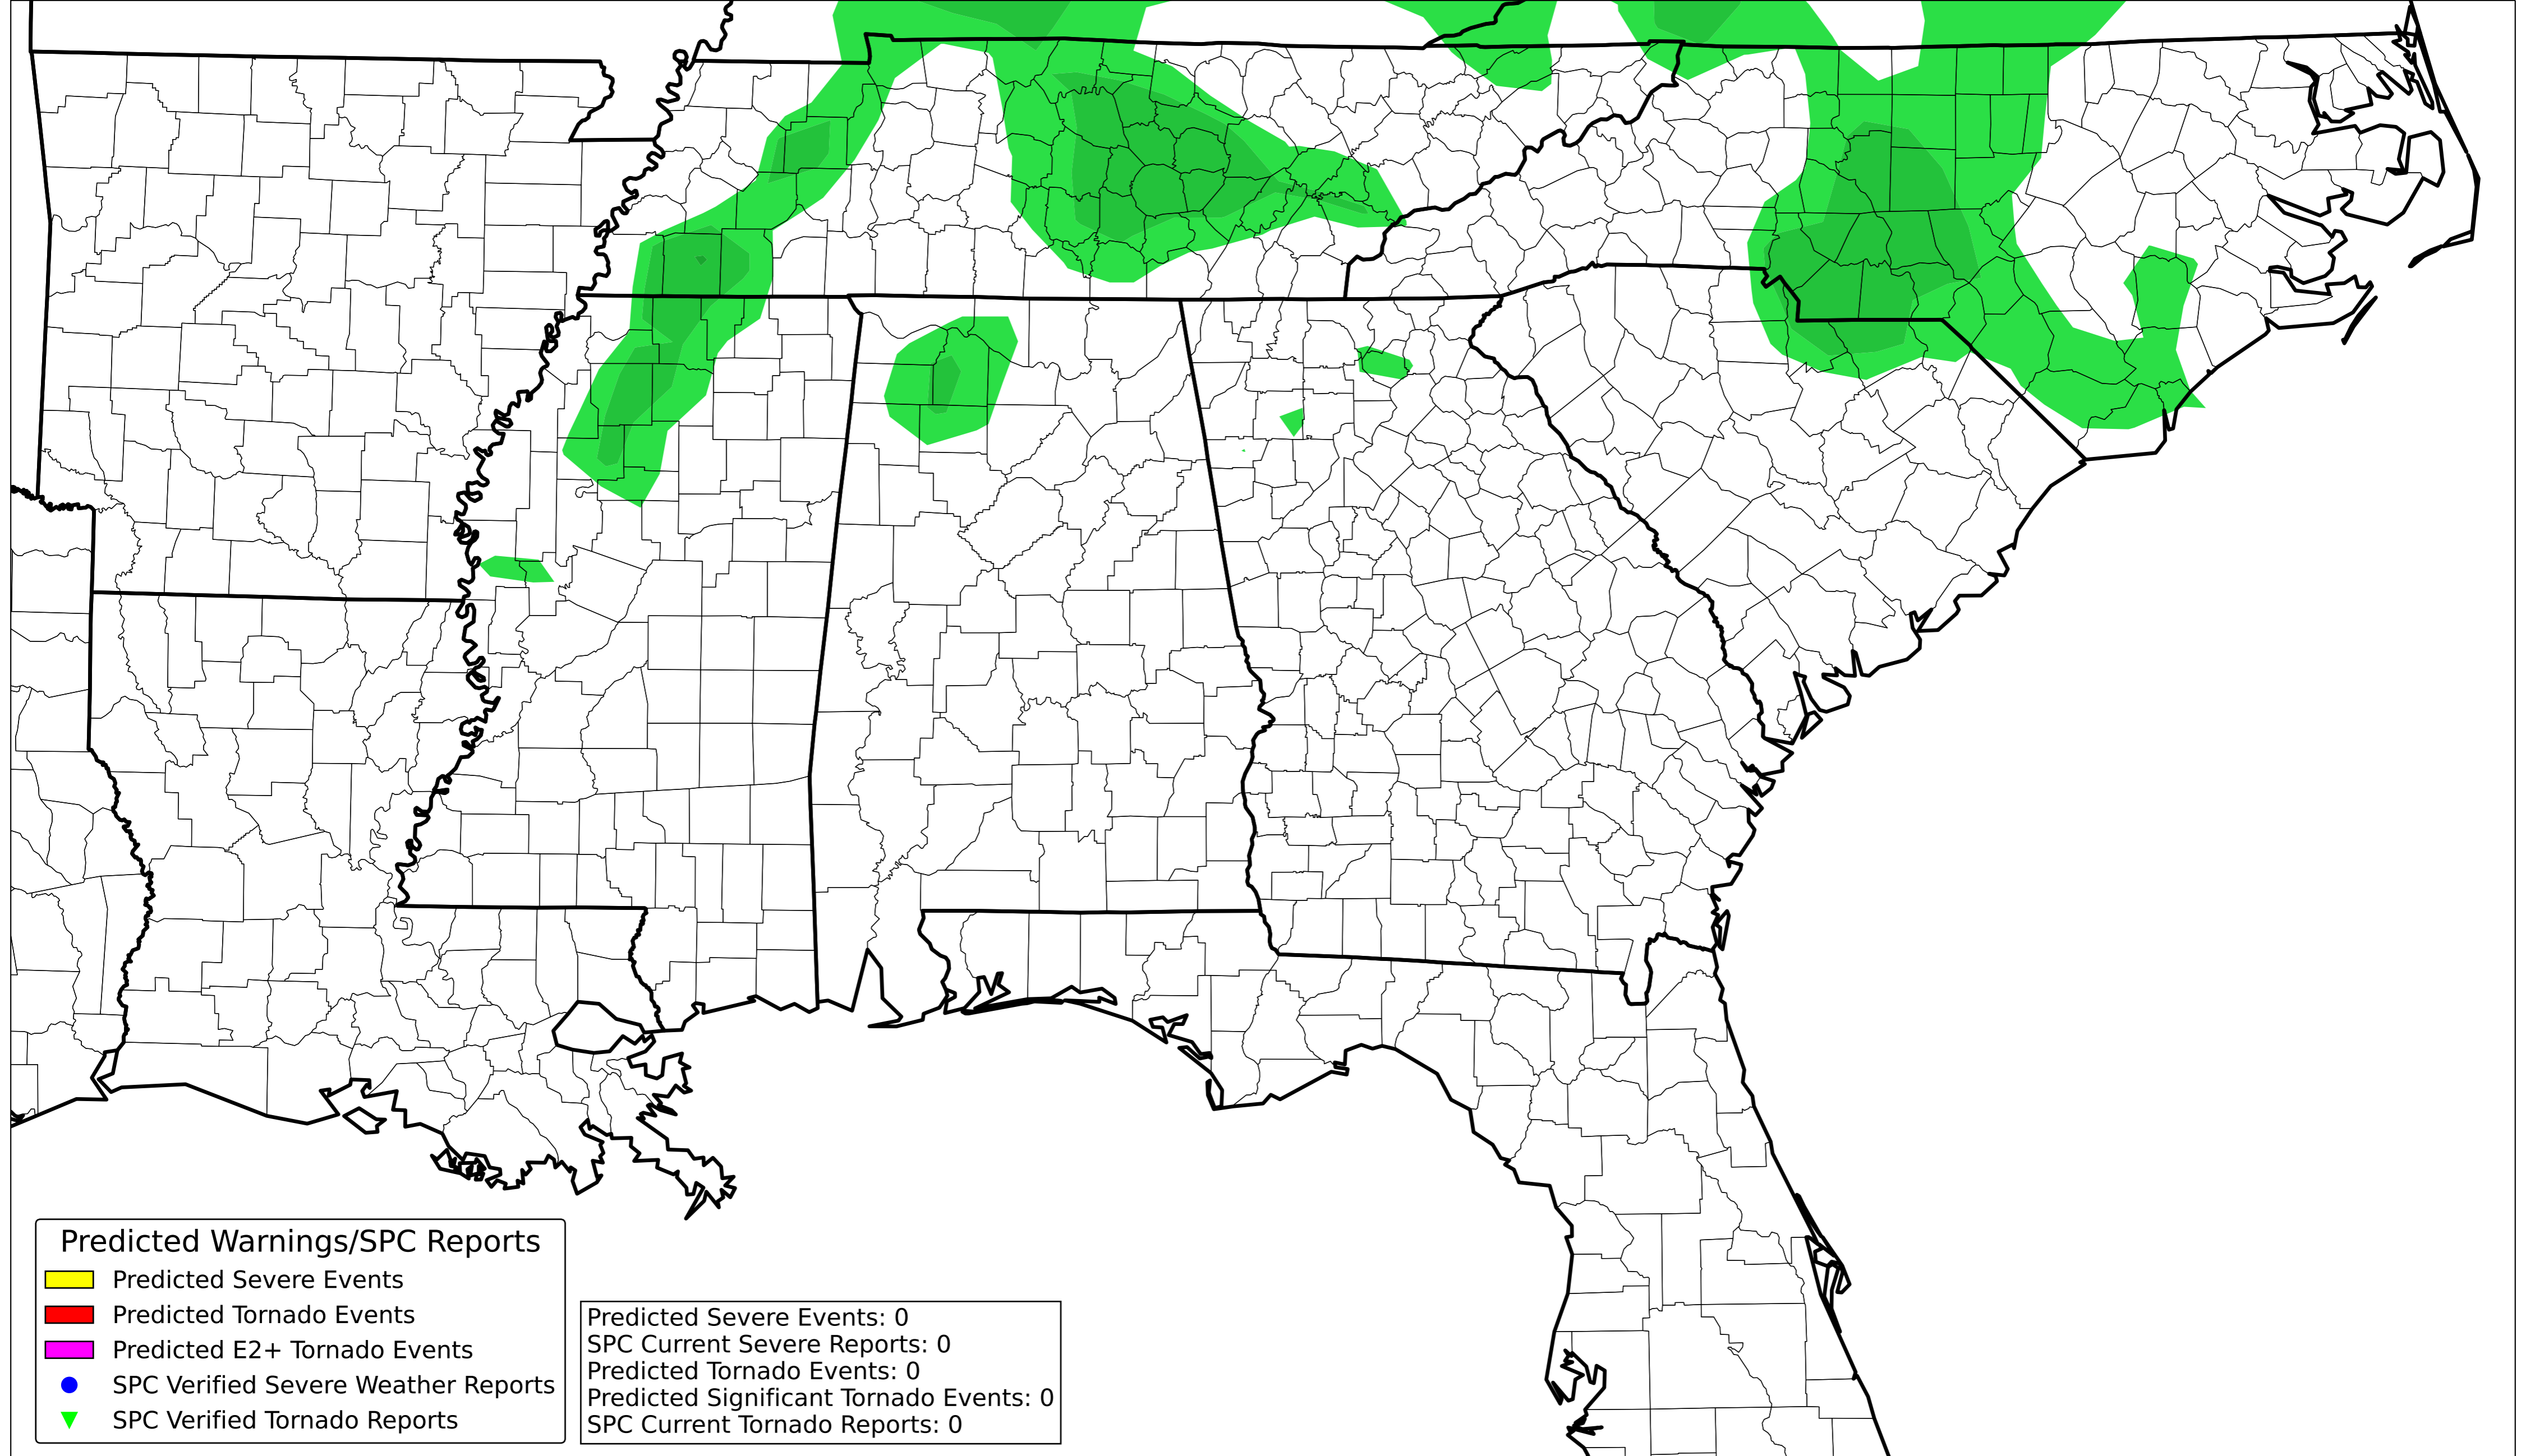 Predicted Warnings/SPC Reports
Predicted Severe Events
Predicted Tornado Events
Predicted E2+ Tornado Events
SPC Verified Severe Weather Reports
SPC Verified Tornado Reports
Predicted Severe Events: 0
SPC Current Severe Reports: 0
Predicted Tornado Events: 0
Predicted Significant Tornado Events: 0
SPC Current Tornado Reports: 0